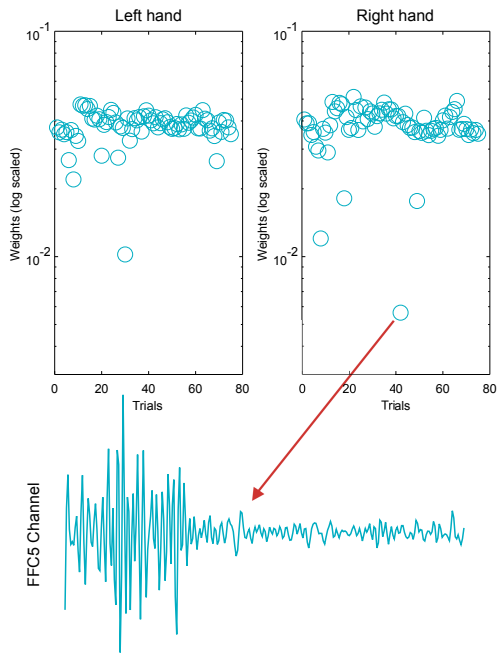 Left hand
Right hand
Weights (log scaled)
10^-1
10^-2
0 20 40 60 80
Trials
Weights (log scaled)
10^-1
10^-2
0 20 40 60 80
Trials
FFC5 Channel